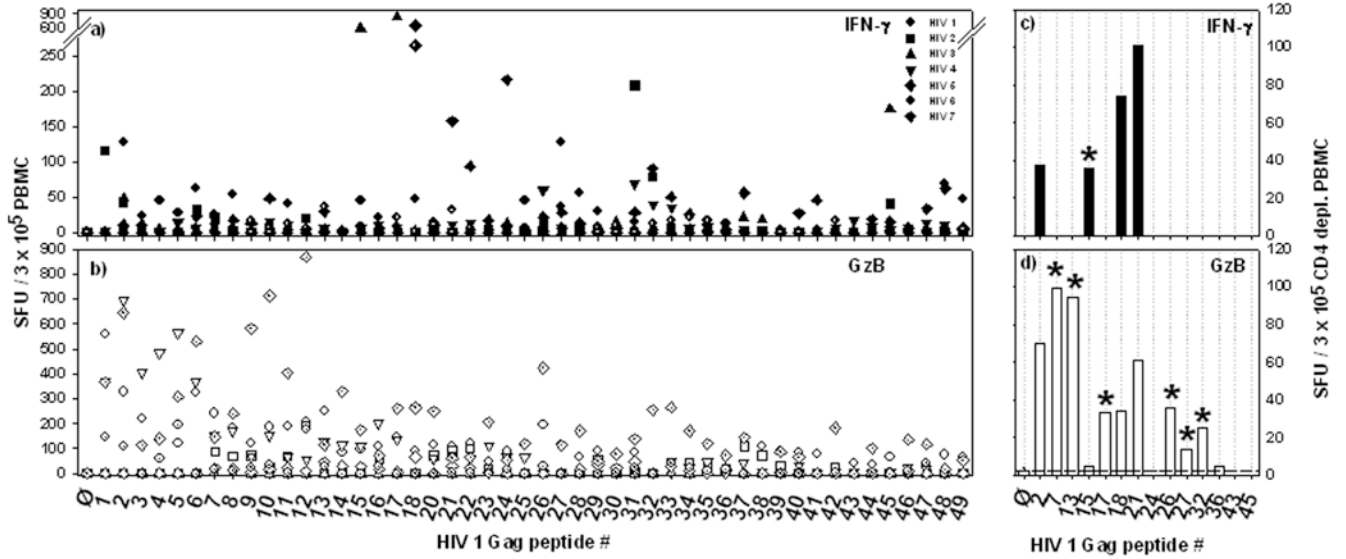 a)
IFN-γ
900
600
250
200
150
100
50
0
HIV 1
HIV 2
HIV 3
HIV 4
HIV 5
HIV 6
HIV 7
b)
GzB
900
800
700
600
500
400
300
200
100
0
SFU / 3 x 10⁵ PBMC
Ø 1 2 3 4 5 6 7 8 9 10 11 12 13 14 15 16 17 18 20 21 22 23 24 25 26 27 28 29 30 31 32 33 34 35 36 37 38 39 40 41 42 43 44 45 46 47 48 49
HIV 1 Gag peptide #
c)
IFN-γ
*
120
100
80
60
40
20
0
d)
GzB
* * * * * *
120
100
80
60
40
20
0
SFU / 3 x 10⁵ CD4 depl. PBMC
Ø 2 7 13 15 17 18 21 24 26 27 32 36 43 45
HIV 1 Gag peptide #